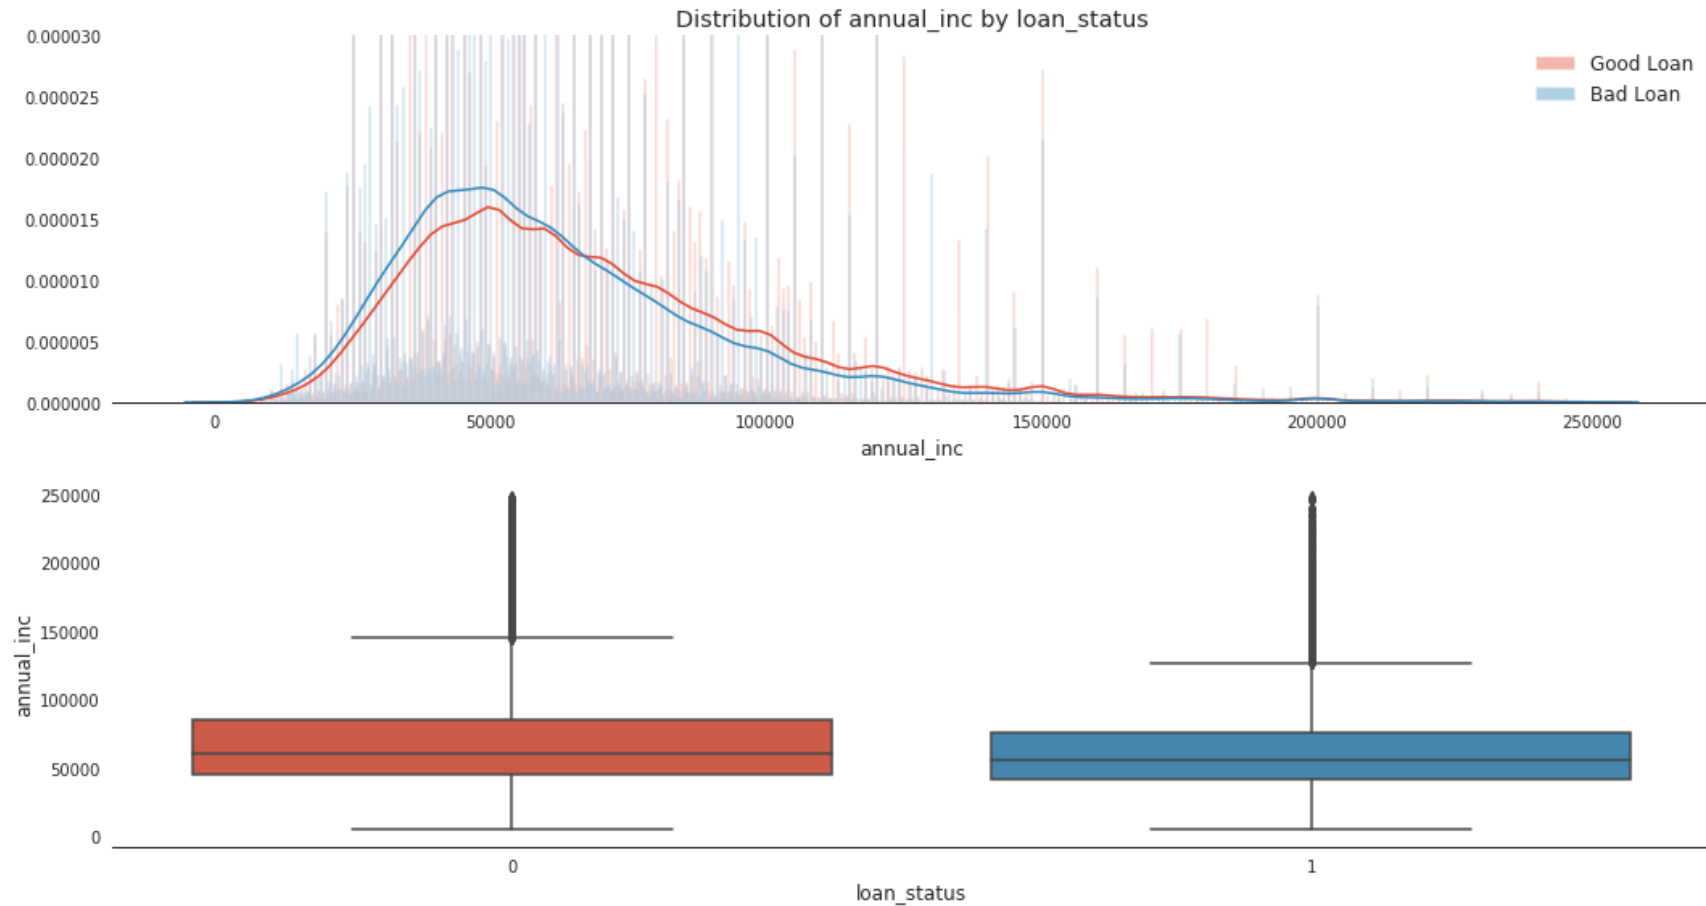 Distribution of annual_inc by loan_status
0.000030
0.000025
0.000020
0.000015
0.000010
0.000005
0.000000
Good Loan
Bad Loan
0 50000 100000 150000 200000 250000
annual_inc
250000
200000
150000
100000
50000
0
annual_inc
0 1
loan_status